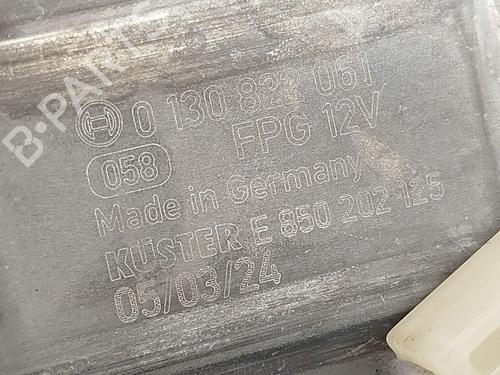 B-PARTS
0 130 822 061
FPG 12V
058
Made in Germany
KÜSTER E 850 202 125
05/03/24